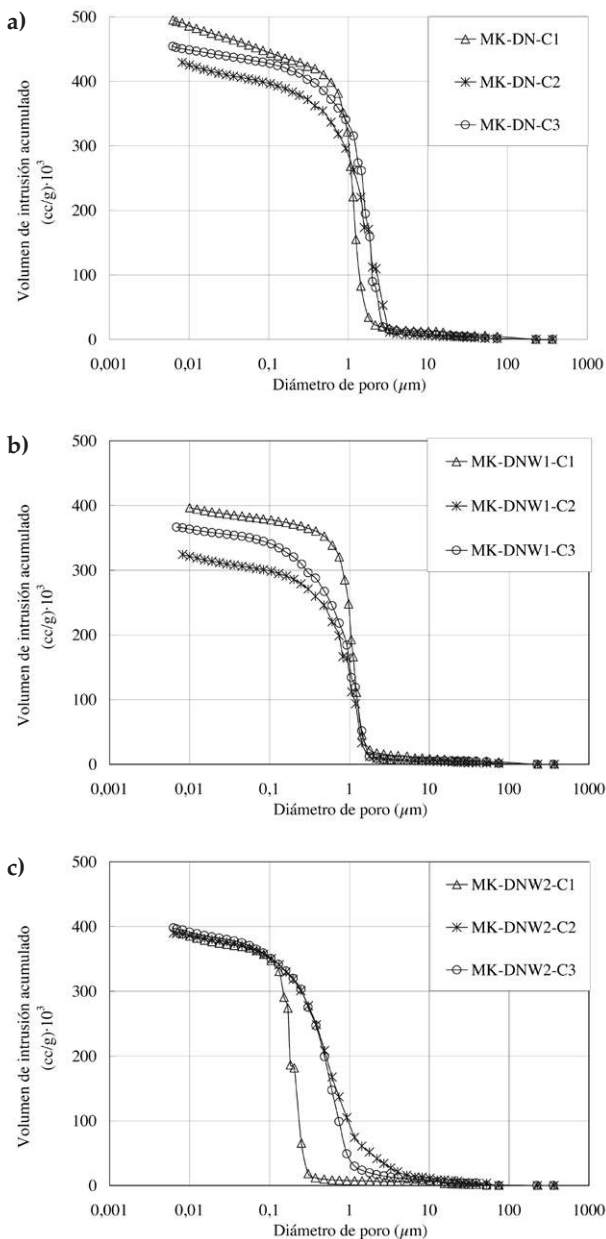 a)
500
400
300
200
100
0
0,001
0,01
0,1
1
10
100
1000
Volumen de intrusión acumulado
(cc/g)·10³
Diámetro de poro (µm)
MK-DN-C1
MK-DN-C2
MK-DN-C3
b)
500
400
300
200
100
0
0,001
0,01
0,1
1
10
100
1000
Volumen de intrusión acumulado
(cc/g)·10³
Diámetro de poro (µm)
MK-DNW1-C1
MK-DNW1-C2
MK-DNW1-C3
c)
500
400
300
200
100
0
0,001
0,01
0,1
1
10
100
1000
Volumen de intrusión acumulado
(cc/g)·10³
Diámetro de poro (µm)
MK-DNW2-C1
MK-DNW2-C2
MK-DNW2-C3